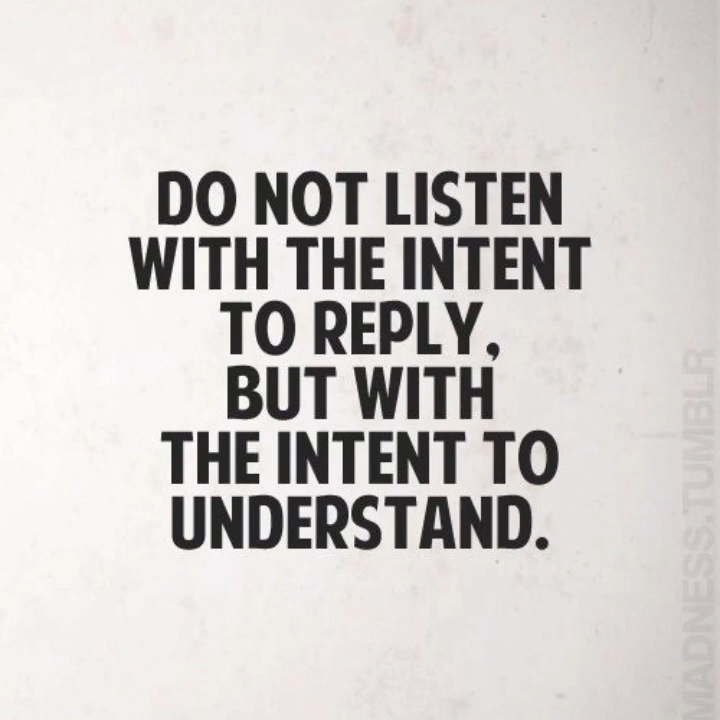 DO NOT LISTEN
WITH THE INTENT
TO REPLY,
BUT WITH
THE INTENT TO
UNDERSTAND.
MADNESS.TUMBLR